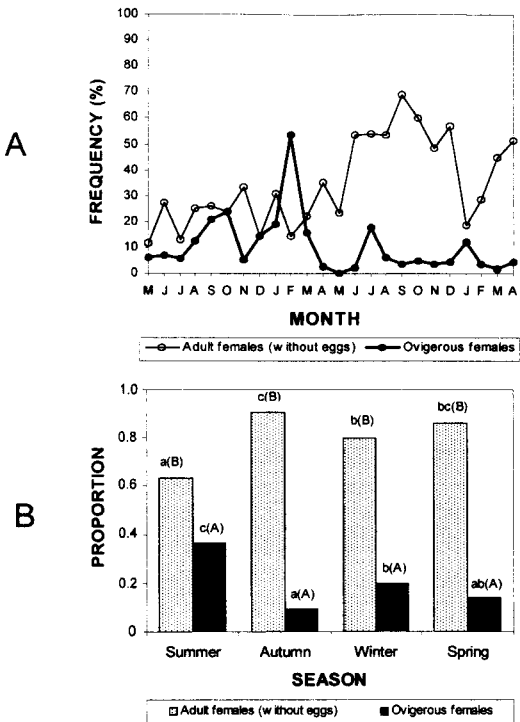 A
FREQUENCY (%)
100
90
80
70
60
50
40
30
20
10
0
M J J A S O N D J F M A M J J A S O N D J F M A
MONTH
Adult females (without eggs) Ovigerous females
B
PROPORTION
1.0
0.8
0.6
0.4
0.2
0
a(B) c(A) c(B) a(A) b(B) b(A) bc(B) ab(A)
Summer Autumn Winter Spring
SEASON
Adult females (without eggs) Ovigerous females